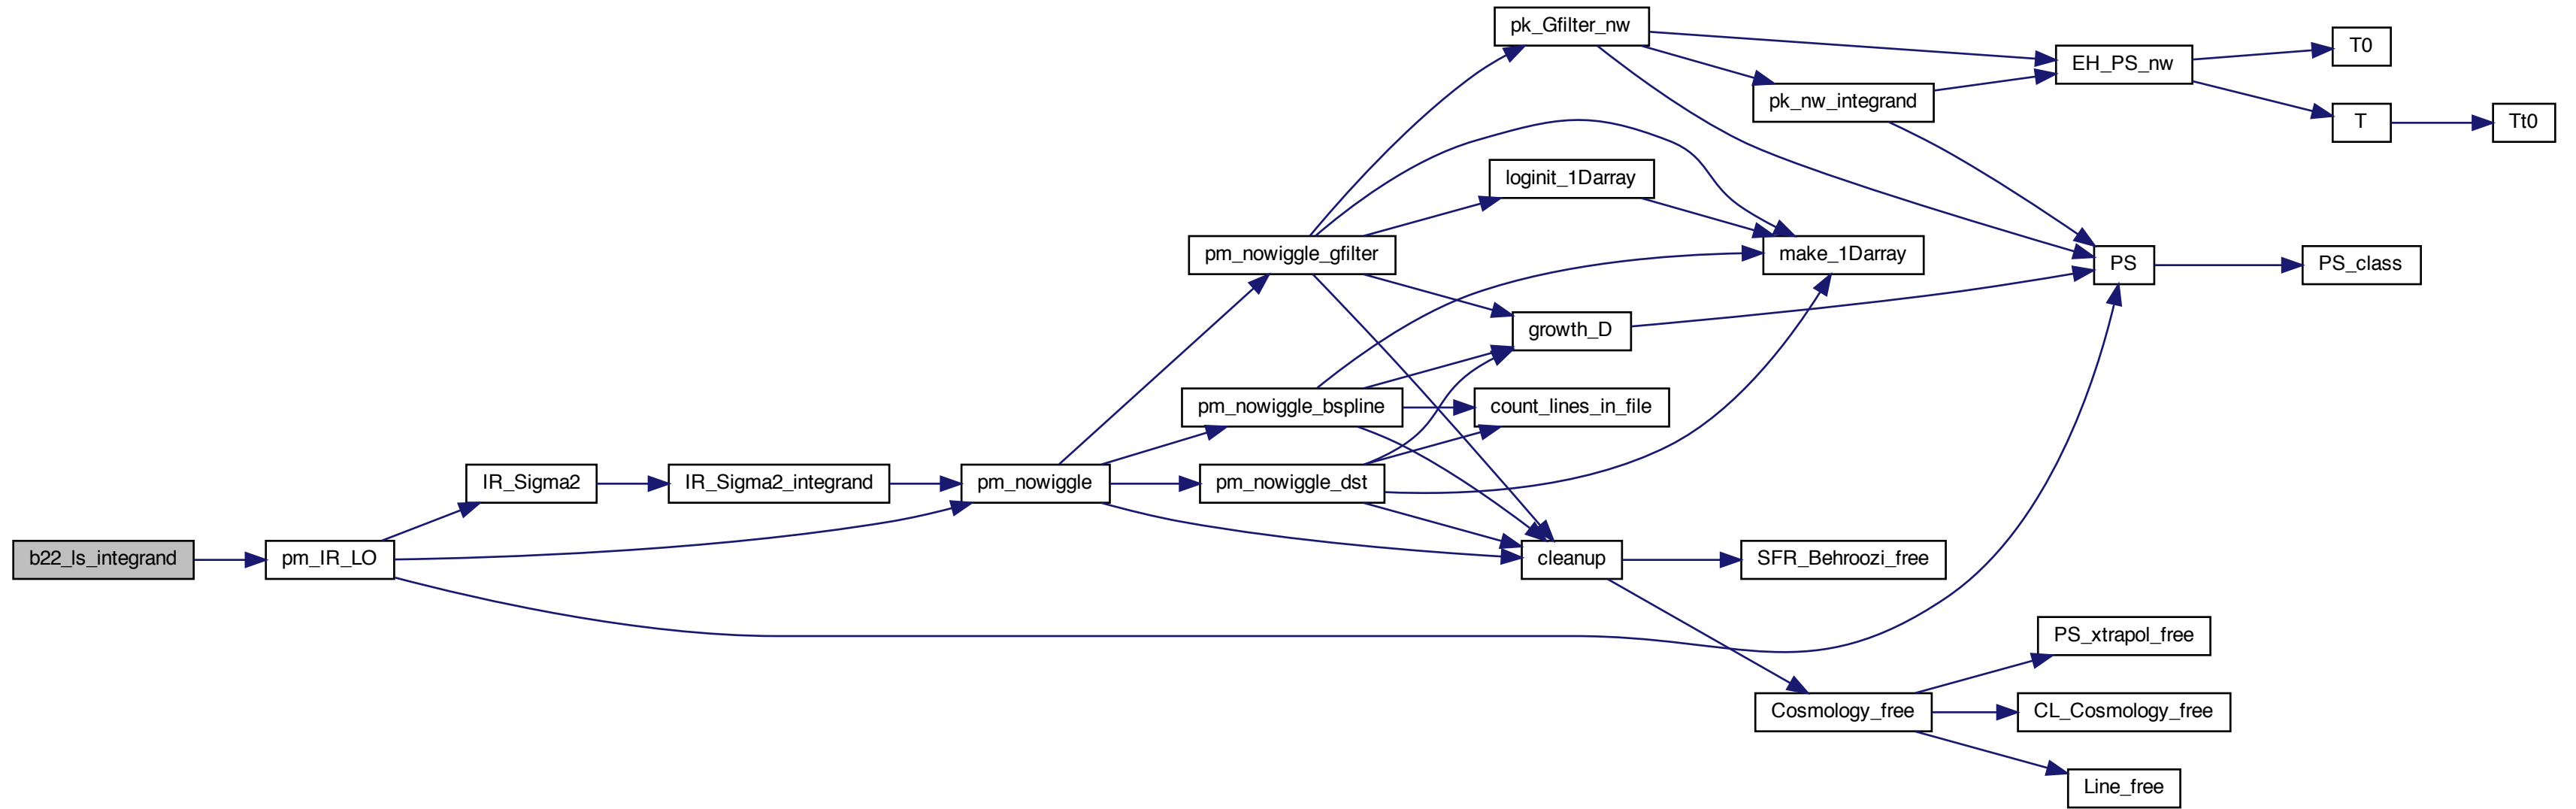 pk_Gfilter_nw
T0
EH_PS_nw
pk_nw_integrand
T
Tt0
loginit_1Darray
pm_nowiggle_gfilter
make_1Darray
PS
PS_class
growth_D
pm_nowiggle_bspline
count_lines_in_file
IR_Sigma2
IR_Sigma2_integrand
pm_nowiggle
pm_nowiggle_dst
b22_ls_integrand
pm_IR_LO
cleanup
SFR_Behroozi_free
PS_xtrapol_free
Cosmology_free
CL_Cosmology_free
Line_free